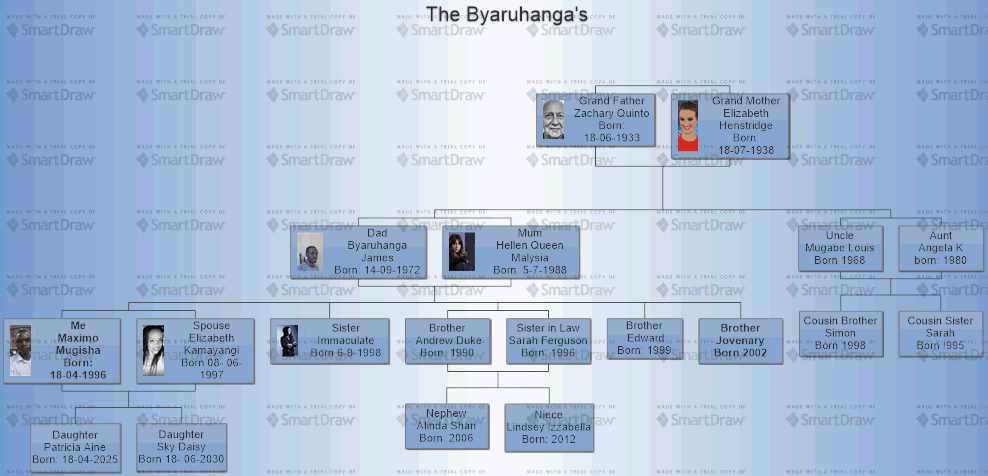 The Byaruhanga's
MADE WITH A TRIAL COPY OF
SmartDraw
Grand Father
Zachary Quinto
Born:
18-06-1933
Grand Mother
Elizabeth
Henstridge
Born
18-07-1938
Dad
Byaruhanga
James
Born: 14-09-1972
Mum
Hellen Queen
Malysia
Born: 5-7-1988
Uncle
Mugabe Louis
Born 1968
Aunt
Angela K
born: 1980
Me
Maximo
Mugisha
Born:
18-04-1996
Spouse
Elizabeth
Kamayangi
Born 08- 06-
1997
Sister
Immaculate
Born 6-9-1998
Brother
Andrew Duke
Born: 1990
Sister in Law
Sarah Ferguson
Born: 1996
Brother
Edward
Born: 1999
Brother
Jovenary
Born 2002
Cousin Brother
Simon
Born: 1998
Cousin Sister
Sarah
Born: I995
Nephew
Alinda Shan
Born: 2006
Niece
Lindsey Izzabella
Born: 2012
Daughter
Patricia Aine
Born: 18-04-2025
Daughter
Sky Daisy
Born 18- 06-2030